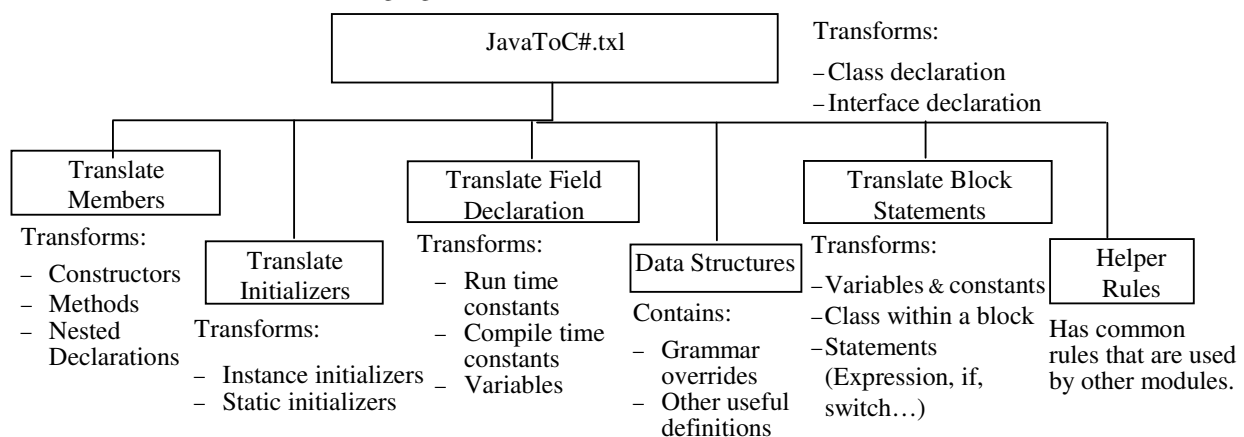 JavaToC#.txl
Transforms:
– Class declaration
– Interface declaration
Translate
Members
Transforms:
– Constructors
– Methods
– Nested
Declarations
Translate
Initializers
Transforms:
– Instance initializers
– Static initializers
Translate Field
Declaration
Transforms:
– Run time
constants
– Compile time
constants
– Variables
Data Structures
Contains:
– Grammar
overrides
– Other useful
definitions
Translate Block
Statements
Transforms:
– Variables & constants
– Class within a block
– Statements
(Expression, if,
switch…)
Helper
Rules
Has common
rules that are used
by other modules.